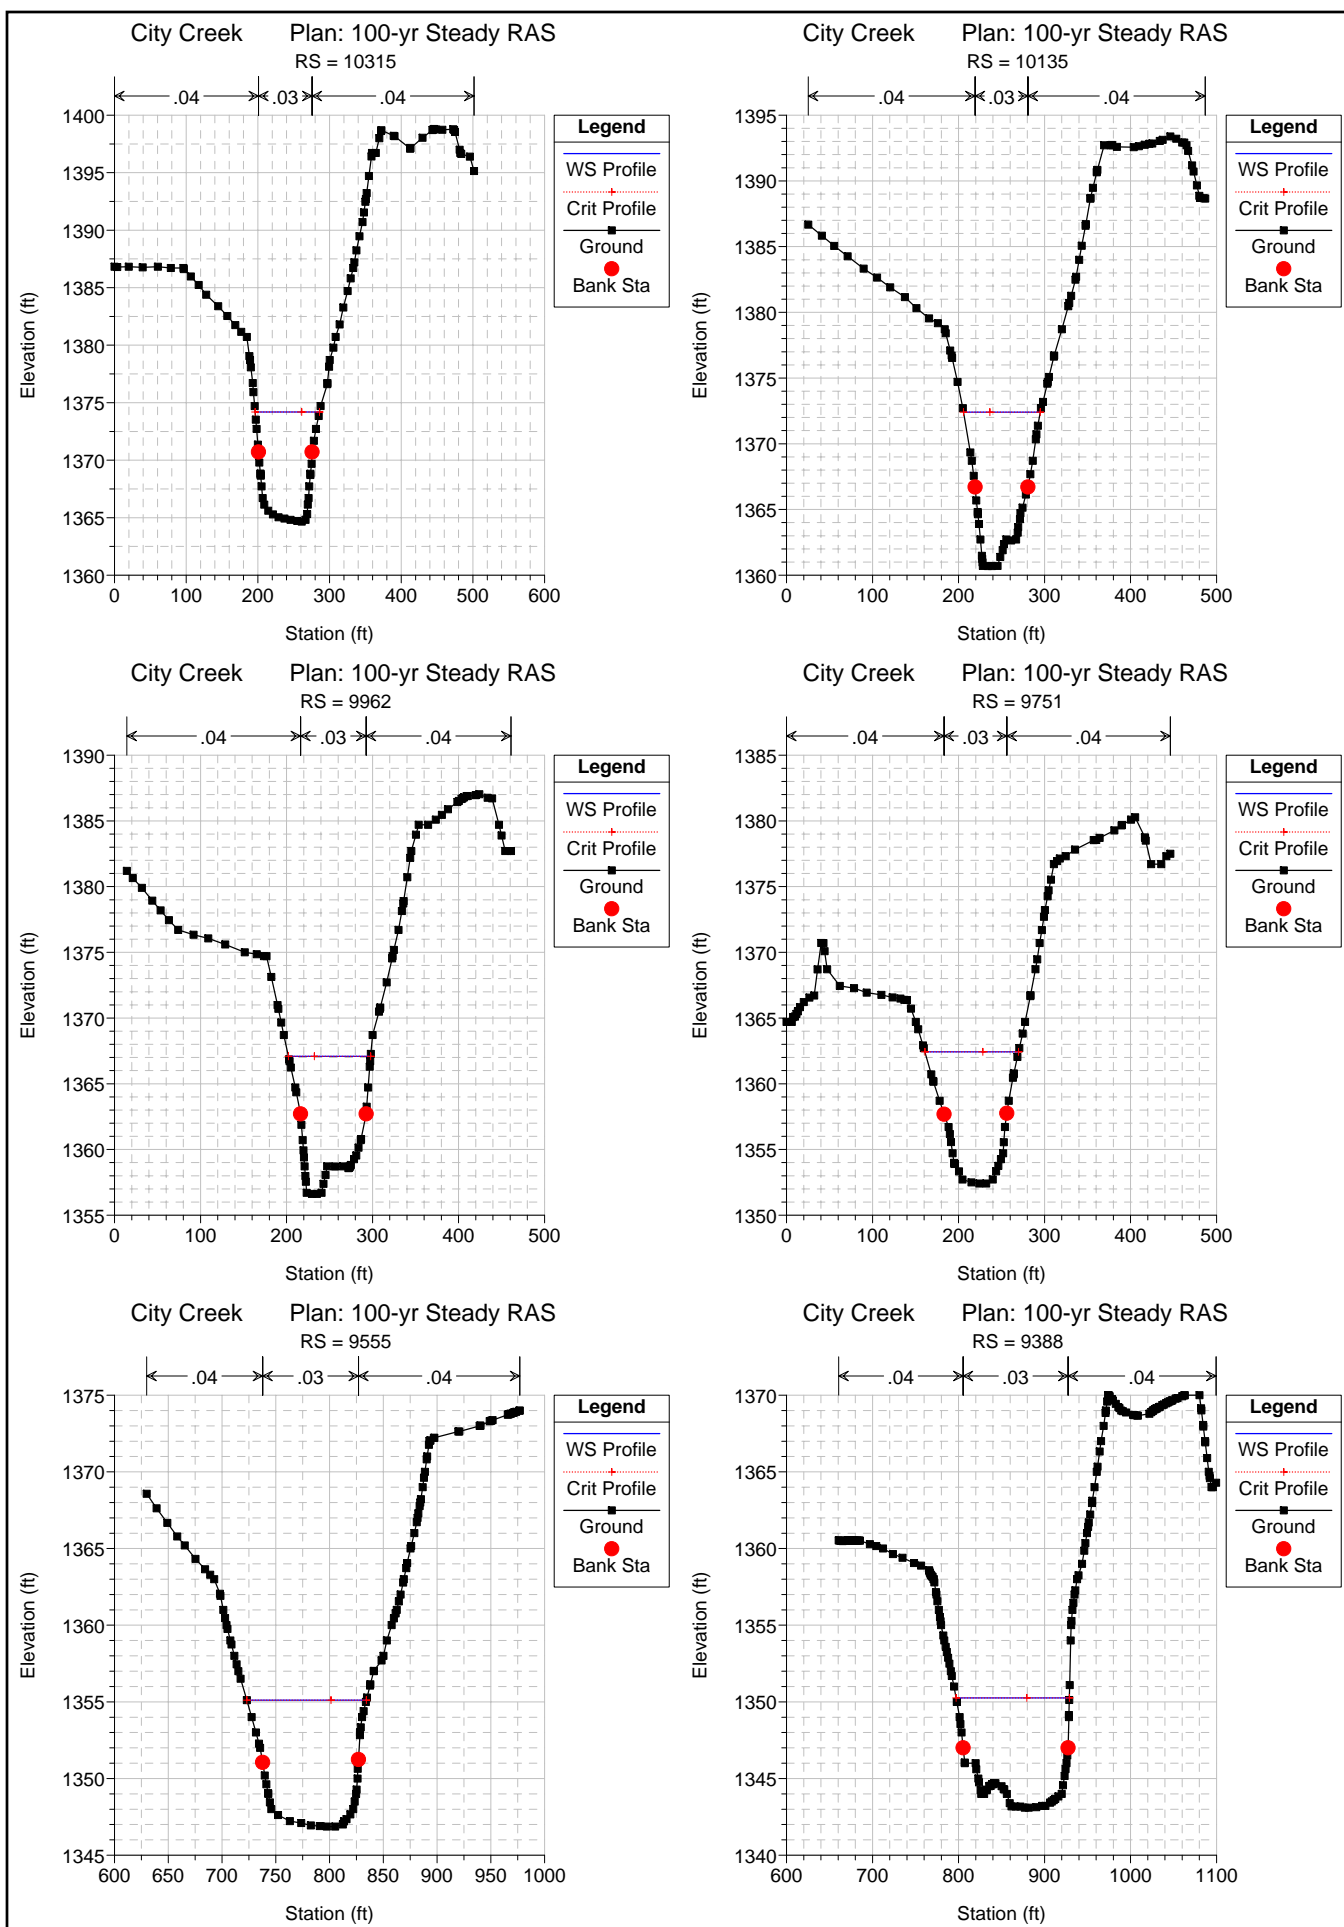 City Creek Plan: 100-yr Steady RAS
RS = 10315
.04 .03 .04
1400
1395
1390
1385
1380
1375
1370
1365
1360
0 100 200 300 400 500 600
Station (ft)
Elevation (ft)
Legend
WS Profile
Crit Profile
Ground
Bank Sta
City Creek Plan: 100-yr Steady RAS
RS = 10135
.04 .03 .04
1395
1390
1385
1380
1375
1370
1365
1360
0 100 200 300 400 500
Station (ft)
Elevation (ft)
Legend
WS Profile
Crit Profile
Ground
Bank Sta
City Creek Plan: 100-yr Steady RAS
RS = 9962
.04 .03 .04
1390
1385
1380
1375
1370
1365
1360
1355
0 100 200 300 400 500
Station (ft)
Elevation (ft)
Legend
WS Profile
Crit Profile
Ground
Bank Sta
City Creek Plan: 100-yr Steady RAS
RS = 9751
.04 .03 .04
1385
1380
1375
1370
1365
1360
1355
1350
0 100 200 300 400 500
Station (ft)
Elevation (ft)
Legend
WS Profile
Crit Profile
Ground
Bank Sta
City Creek Plan: 100-yr Steady RAS
RS = 9555
.04 .03 .04
1375
1370
1365
1360
1355
1350
1345
600 650 700 750 800 850 900 950 1000
Station (ft)
Elevation (ft)
Legend
WS Profile
Crit Profile
Ground
Bank Sta
City Creek Plan: 100-yr Steady RAS
RS = 9388
.04 .03 .04
1370
1365
1360
1355
1350
1345
1340
600 700 800 900 1000 1100
Station (ft)
Elevation (ft)
Legend
WS Profile
Crit Profile
Ground
Bank Sta